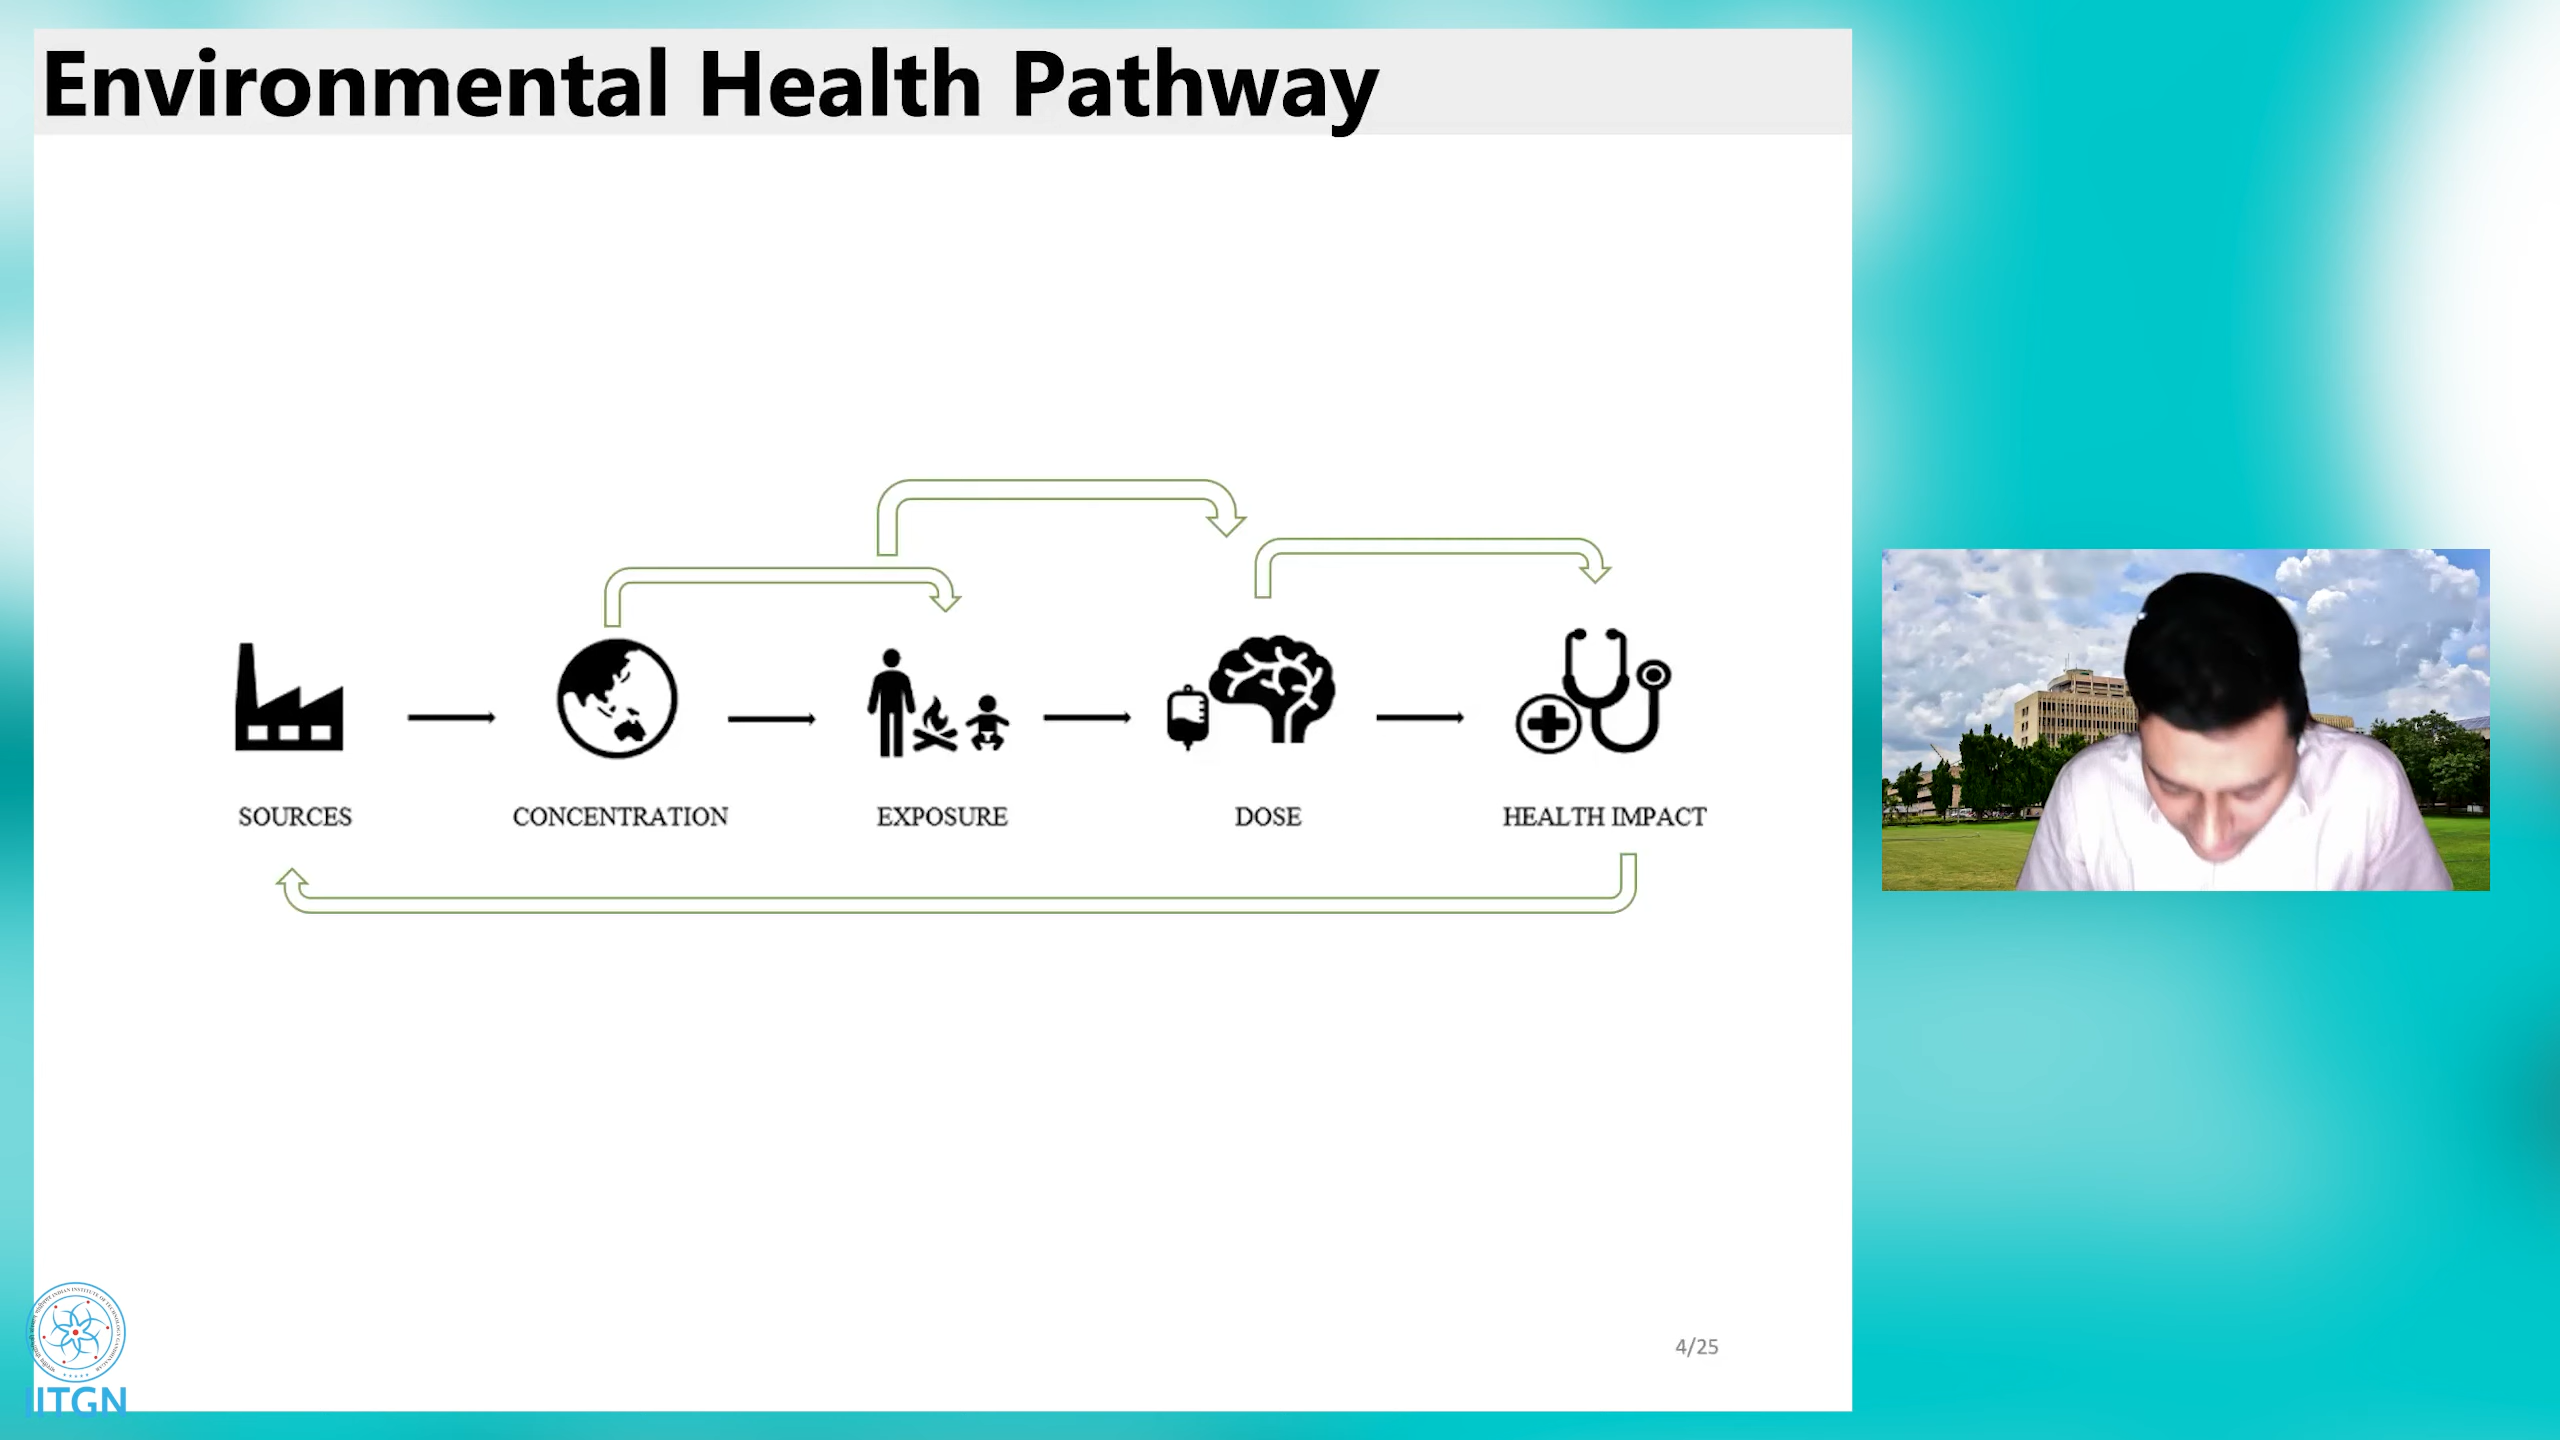 Environmental Health Pathway
SOURCES
CONCENTRATION
EXPOSURE
DOSE
HEALTH IMPACT
4/25
IITGN